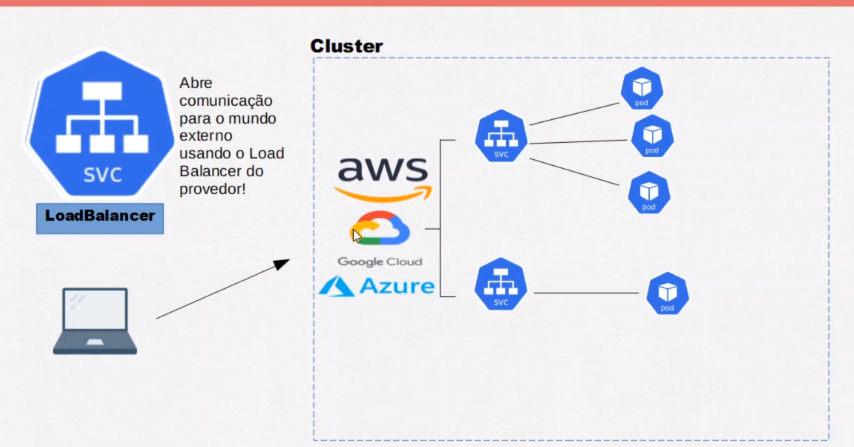 Cluster
Abre
comunicação
para o mundo
externo
usando o Load
Balancer do
provedor!
svc
LoadBalancer
aws
Google Cloud
Azure
svc
pod
pod
pod
svc
pod